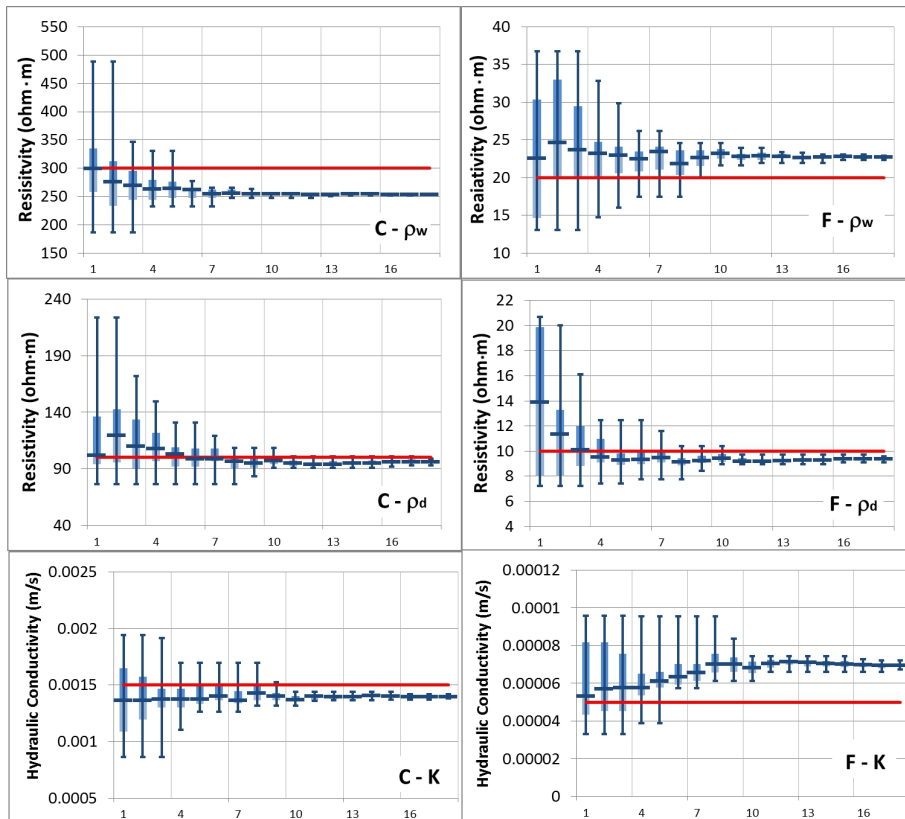 Resisitvity (ohm·m)
550
500
450
400
350
300
250
200
150
1 4 7 10 13 16
C - ρw
Reaiativity (ohm·m)
40
35
30
25
20
15
10
1 4 7 10 13 16
F - ρw
Resistivity (ohm·m)
240
190
140
90
40
1 4 7 10 13 16
C - ρd
Resistivity (ohm·m)
22
20
18
16
14
12
10
8
6
4
1 4 7 10 13 16
F - ρd
Hydraulic Conductivity (m/s)
0.0025
0.002
0.0015
0.001
0.0005
1 4 7 10 13 16
C - K
Hydraulic Conductivity (m/s)
0.00012
0.0001
0.00008
0.00006
0.00004
0.00002
0
1 4 7 10 13 16
F - K